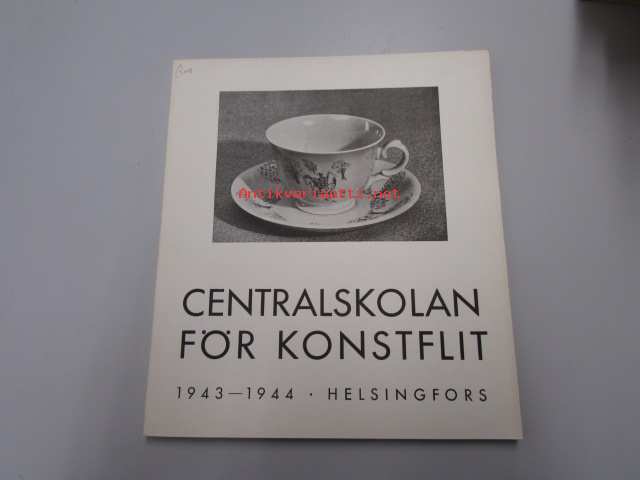 Antikvariaatti.net
CENTRALSKOLAN
FÖR KONSTFLIT
1943—1944 · HELSINGFORS